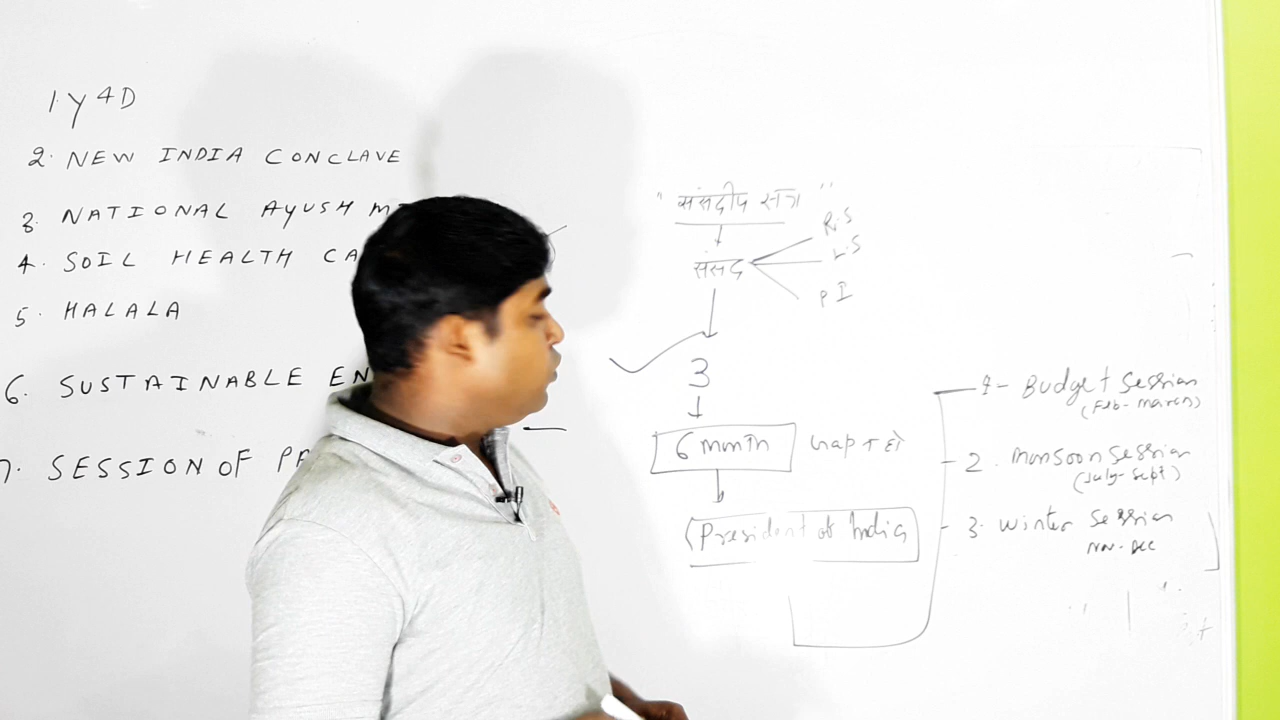 1. Y4D
2. NEW INDIA CONCLAVE
3. NATIONAL AYUSH M
4. SOIL HEALTH CA
5. HALALA
6. SUSTAINABLE EN
7. SESSION OF PA
" संसदीय सत्र "
संसद
R.S
L.S
P I
3
6 month gap
President of India
1 - Budget Session
(Feb - March)
2. Monsoon Session
(July - Sept)
3. Winter Session
Nov - Dec